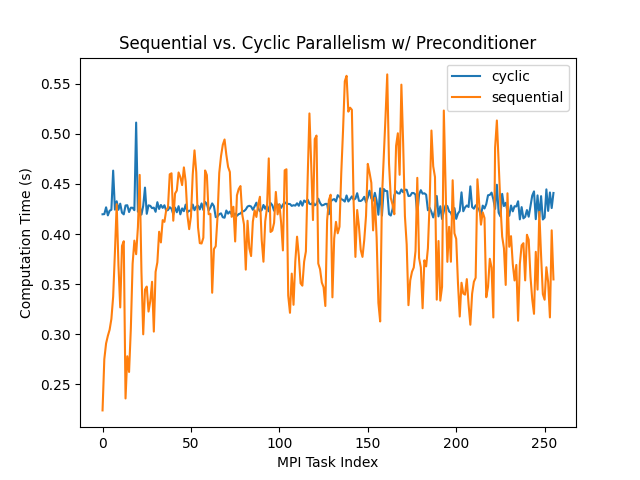 Sequential vs. Cyclic Parallelism w/ Preconditioner
cyclic
sequential
Computation Time (s)
0.55
0.50
0.45
0.40
0.35
0.30
0.25
0
50
100
150
200
250
MPI Task Index